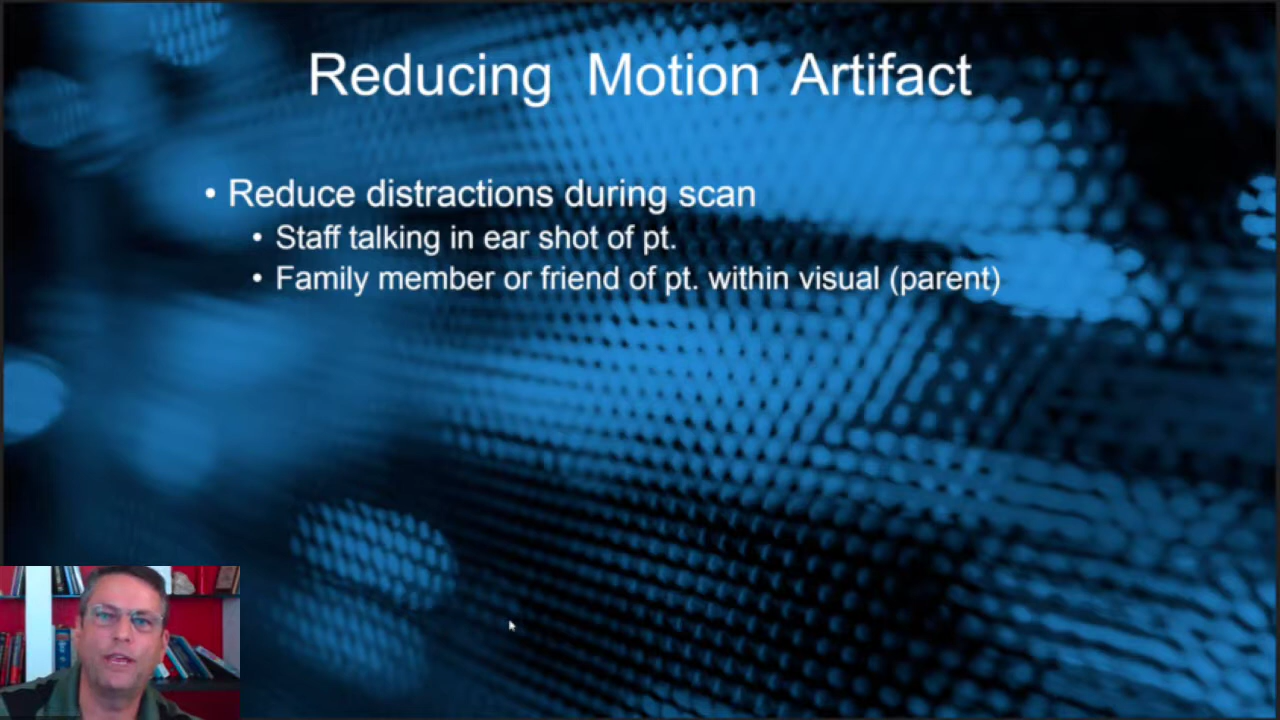 Reducing Motion Artifact
• Reduce distractions during scan
• Staff talking in ear shot of pt.
• Family member or friend of pt. within visual (parent)